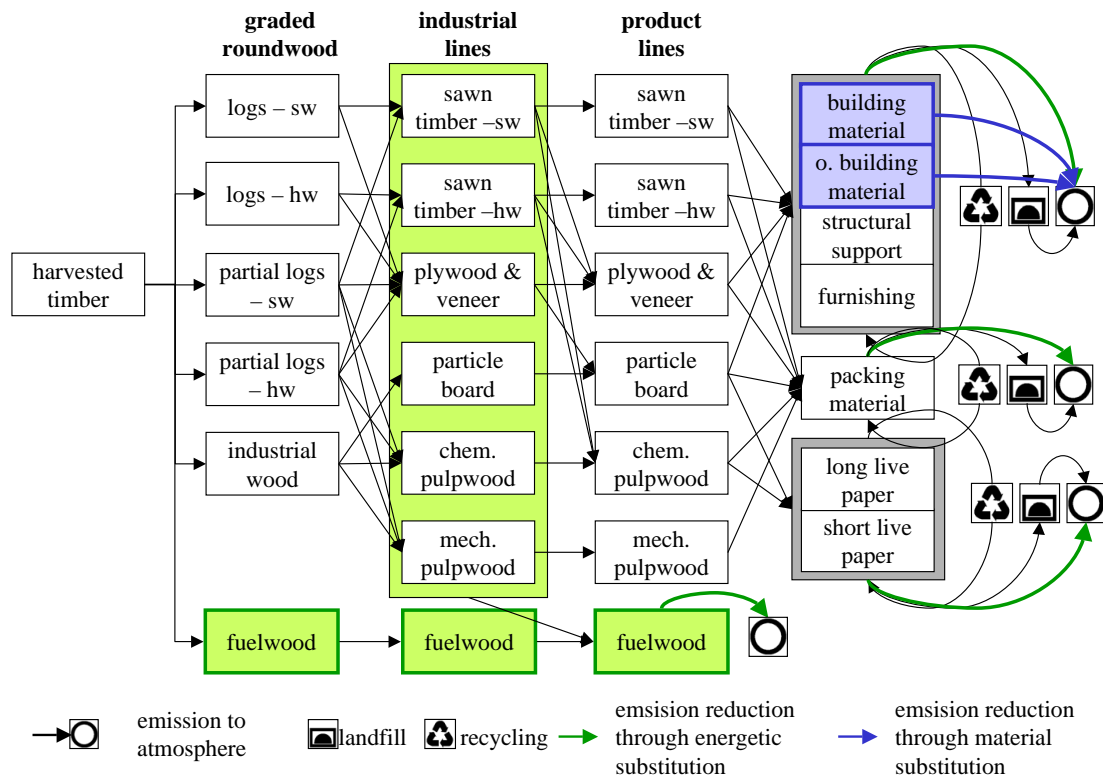 graded
roundwood
industrial
lines
product
lines
harvested
timber
logs – sw
logs – hw
partial logs
– sw
partial logs
– hw
industrial
wood
fuelwood
sawn
timber –sw
sawn
timber –hw
plywood &
veneer
particle
board
chem.
pulpwood
mech.
pulpwood
fuelwood
sawn
timber –sw
sawn
timber –hw
plywood &
veneer
particle
board
chem.
pulpwood
mech.
pulpwood
fuelwood
building
material
o. building
material
structural
support
furnishing
packing
material
long live
paper
short live
paper
emission to
atmosphere
landfill
recycling
emsision reduction
through energetic
substitution
emsision reduction
through material
substitution